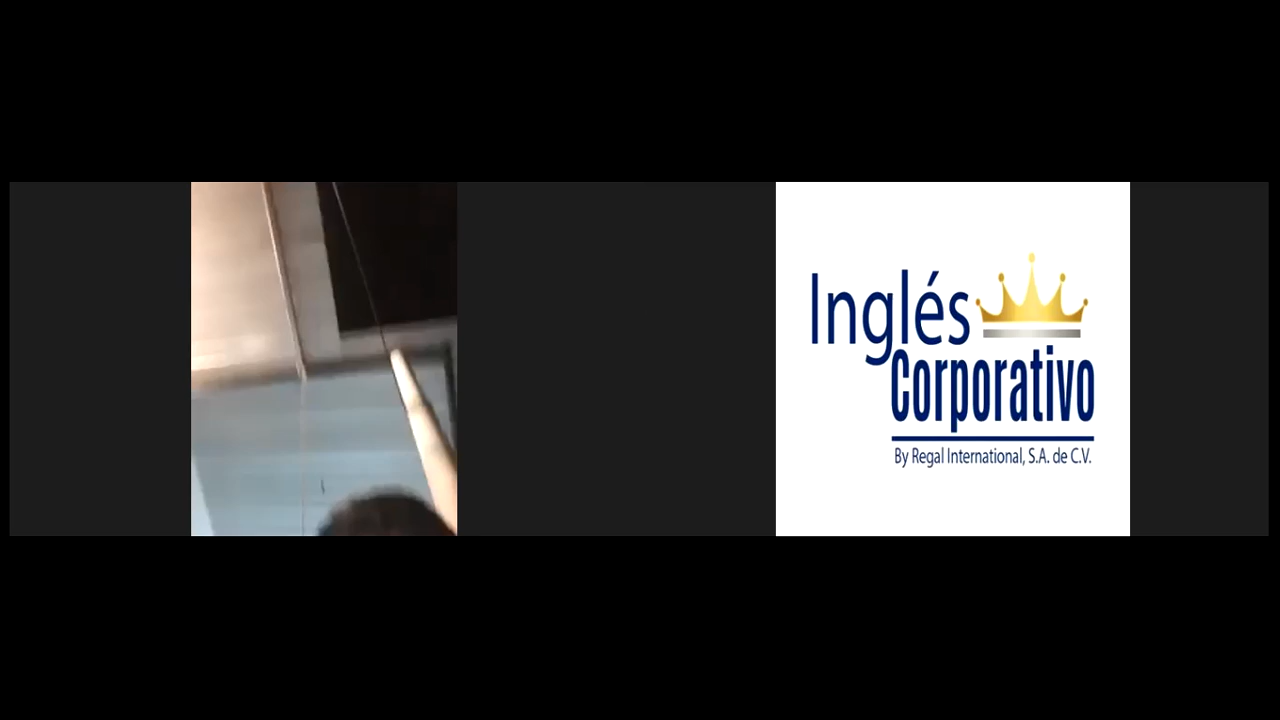 Inglés
Corporativo
By Regal International, S.A. de C.V.